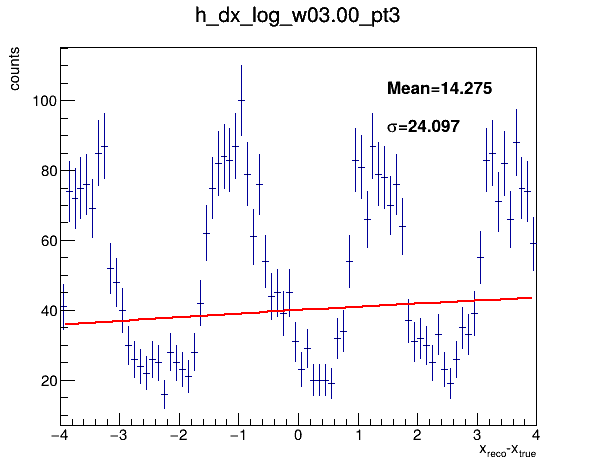 h_dx_log_w03.00_pt3
counts
Mean=14.275
σ=24.097
100
80
60
40
20
−4 −3 −2 −1 0 1 2 3 4
x_reco-x_true